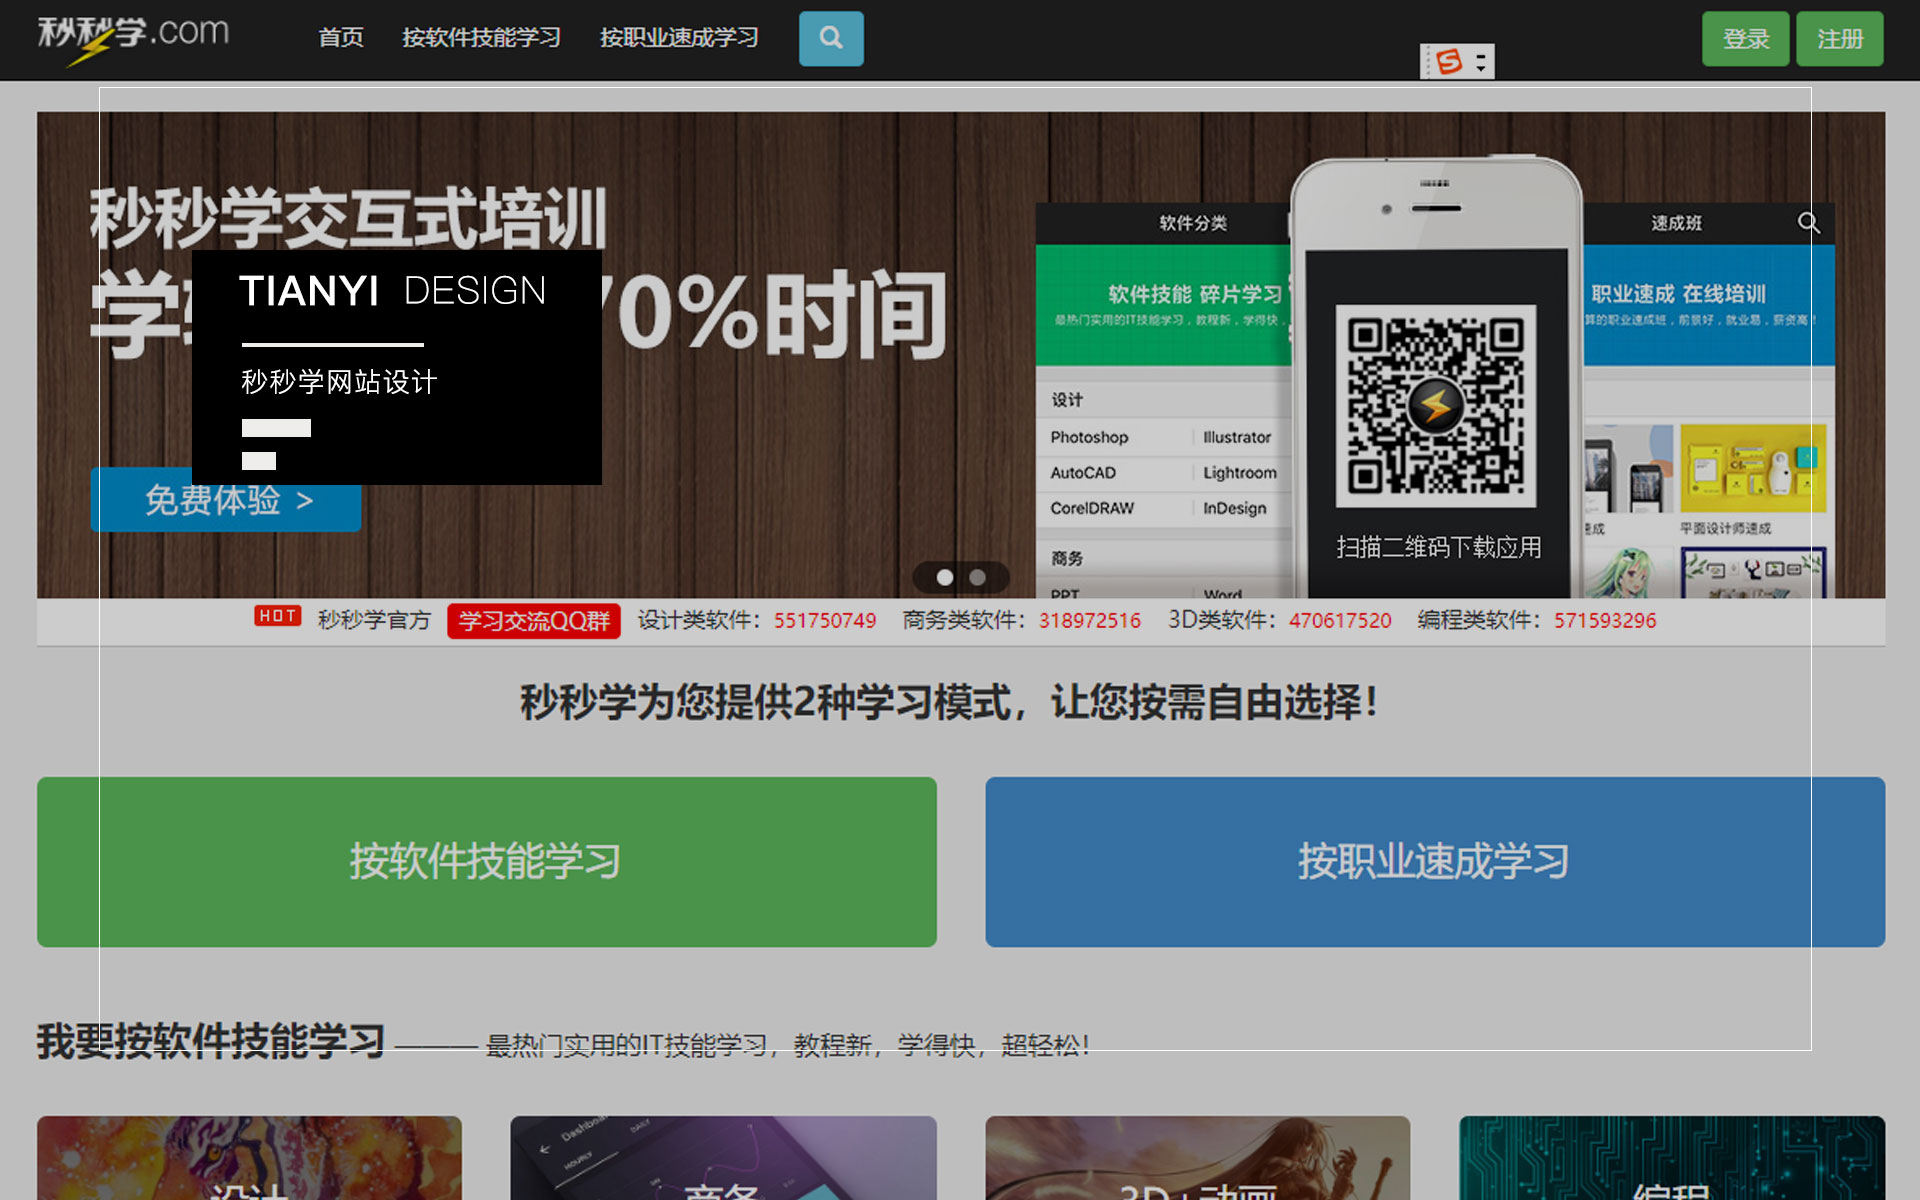 秒秒学.com
首页 按软件技能学习 按职业速成学习
登录 注册
秒秒学交互式培训
70%时间
TIANYI DESIGN
秒秒学网站设计
免费体验 >
软件分类
软件技能 碎片学习
最热门实用的IT技能学习，教程新，学得快，
设计
Photoshop Illustrator
AutoCAD Lightroom
CorelDRAW InDesign
商务
PPT Word
扫描二维码下载应用
速成班
职业速成 在线培训
算的职业速成班，前景好，就业易，薪资高！
速成 平面设计师速成
HOT 秒秒学官方 学习交流QQ群 设计类软件：551750749 商务类软件：318972516 3D类软件：470617520 编程类软件：571593296
秒秒学为您提供2种学习模式，让您按需自由选择！
按软件技能学习
按职业速成学习
我要按软件技能学习 ——— 最热门实用的IT技能学习，教程新，学得快，超轻松！
Dashboard DAILY
HOURLY
设计 商务 3D+动画 编程